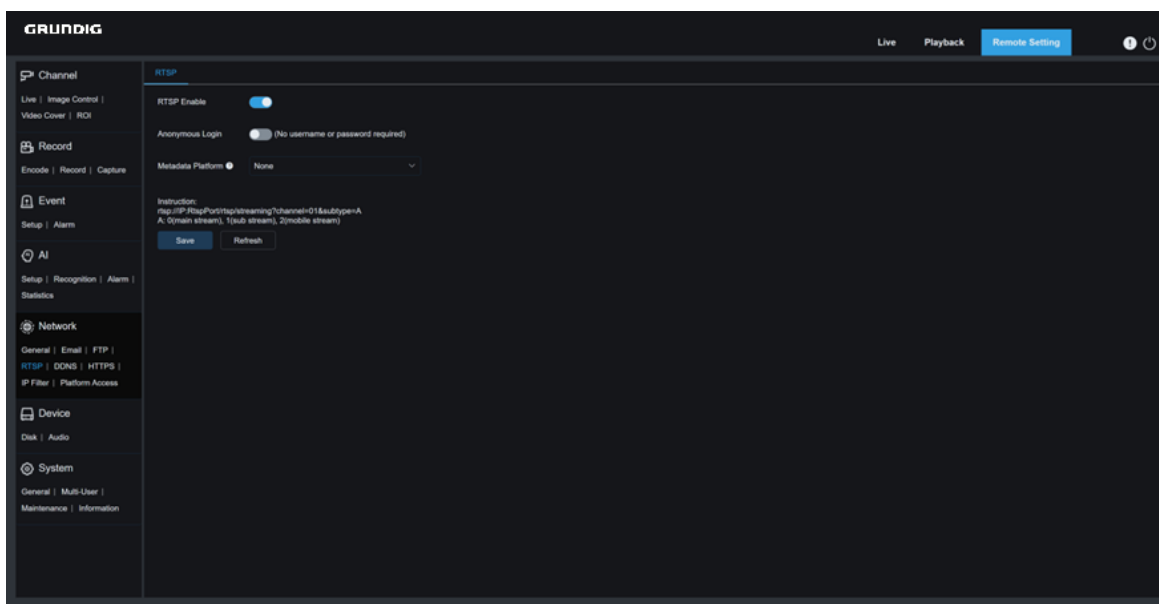 GRUNDIG
Live Playback Remote Setting
Channel
Live | Image Control |
Video Cover | ROI
Record
Encode | Record | Capture
Event
Setup | Alarm
AI
Setup | Recognition | Alarm |
Statistics
Network
General | Email | FTP |
RTSP | DDNS | HTTPS |
IP Filter | Platform Access
Device
Disk | Audio
System
General | Multi-User |
Maintenance | Information
RTSP
RTSP Enable
Anonymous Login (No username or password required)
Metadata Platform ? None
Instruction:
rtsp://IP:RtspPort/rtsp/streaming?channel=01&subtype=A
A: 0(main stream), 1(sub stream), 2(mobile stream)
Save Refresh